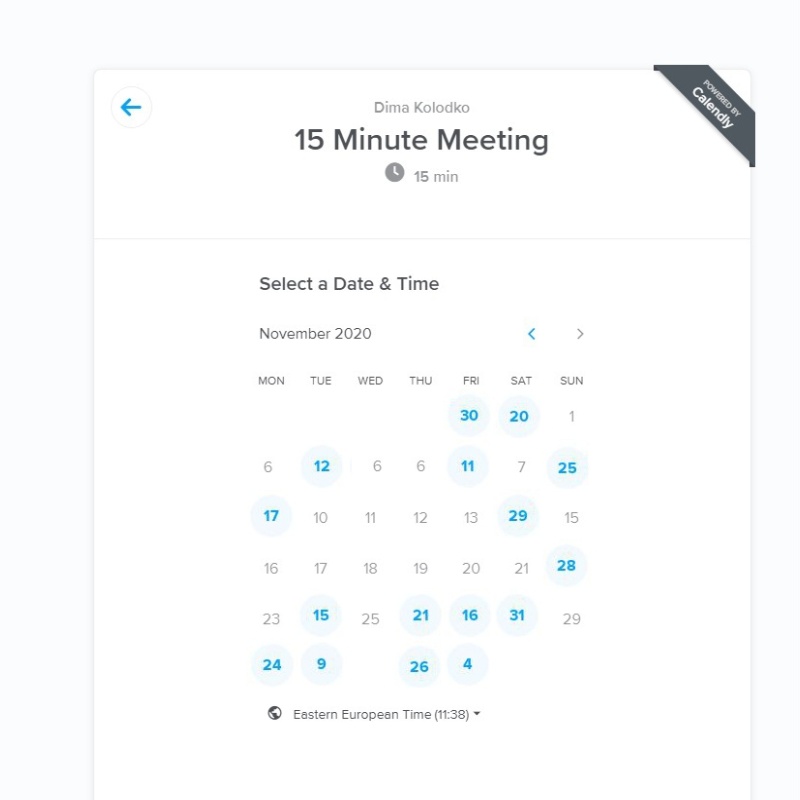 POWERED BY
Calendly
Dima Kolodko
15 Minute Meeting
15 min
Select a Date & Time
November 2020
MON TUE WED THU FRI SAT SUN
30 20 1
6 12 6 6 11 7 25
17 10 11 12 13 29 15
16 17 18 19 20 21 28
23 15 25 21 16 31 29
24 9 26 4
Eastern European Time (11:38)